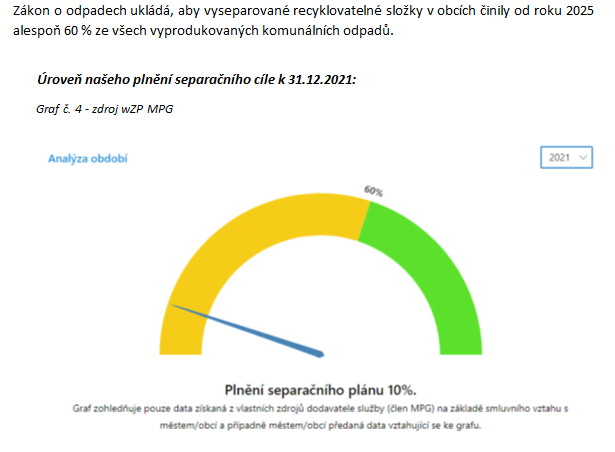 Zákon o odpadech ukládá, aby vyseparované recyklovatelné složky v obcích činily od roku 2025
alespoň 60 % ze všech vyprodukovaných komunálních odpadů.
Úroveň našeho plnění separačního cíle k 31.12.2021:
Graf č. 4 - zdroj wZP MPG
Analýza období
2021
60%
Plnění separačního plánu 10%.
Graf zohledňuje pouze data získaná z vlastních zdrojů dodavatele služby (člen MPG) na základě smluvního vztahu s
městem/obcí a případně městem/obcí předaná data vztahující se ke grafu.